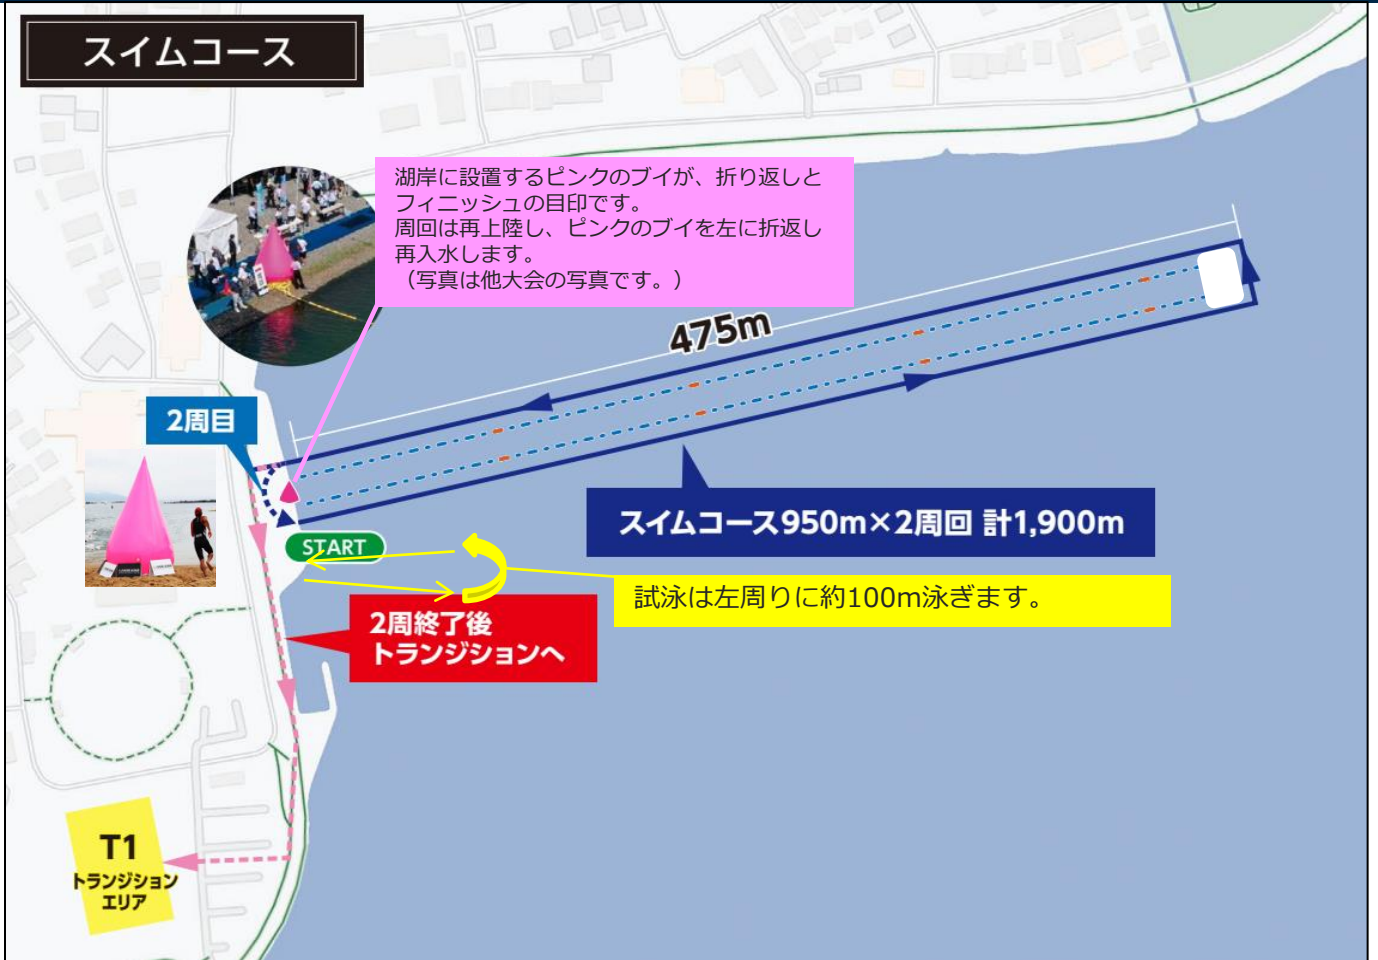 スイムコース
湖岸に設置するピンクのブイが、折り返しと
フィニッシュの目印です。
周回は再上陸し、ピンクのブイを左に折返し
再入水します。
（写真は他大会の写真です。）
475m
2周目
スイムコース950m×2周回 計1,900m
START
試泳は左周りに約100m泳ぎます。
2周終了後
トランジションへ
T1
トランジション
エリア